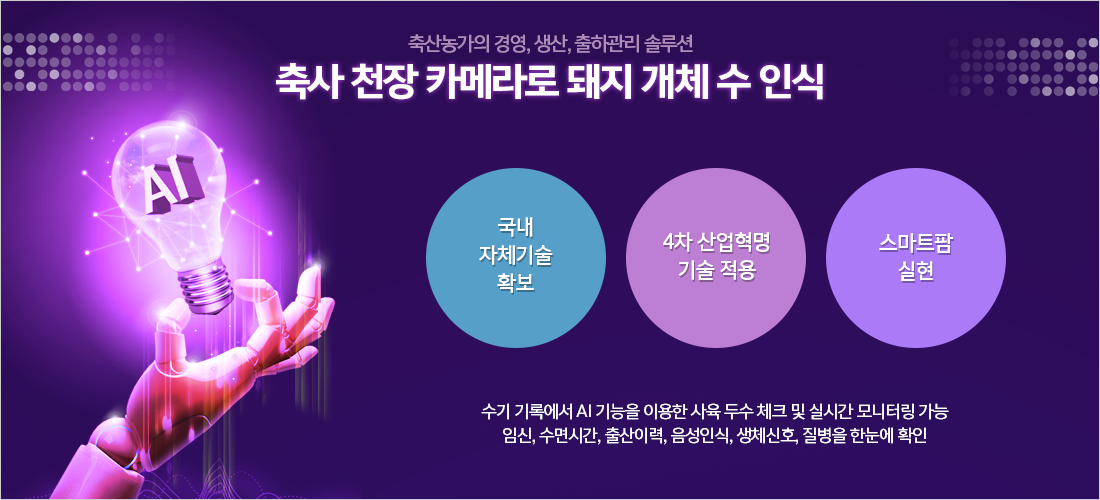 축산농가의 경영, 생산, 출하관리 솔루션
축사 천장 카메라로 돼지 개체 수 인식
AI
국내
자체기술
확보
4차 산업혁명
기술 적용
스마트팜
실현
수기 기록에서 AI 기능을 이용한 사육 두수 체크 및 실시간 모니터링 가능
임신, 수면시간, 출산이력, 음성인식, 생체신호, 질병을 한눈에 확인